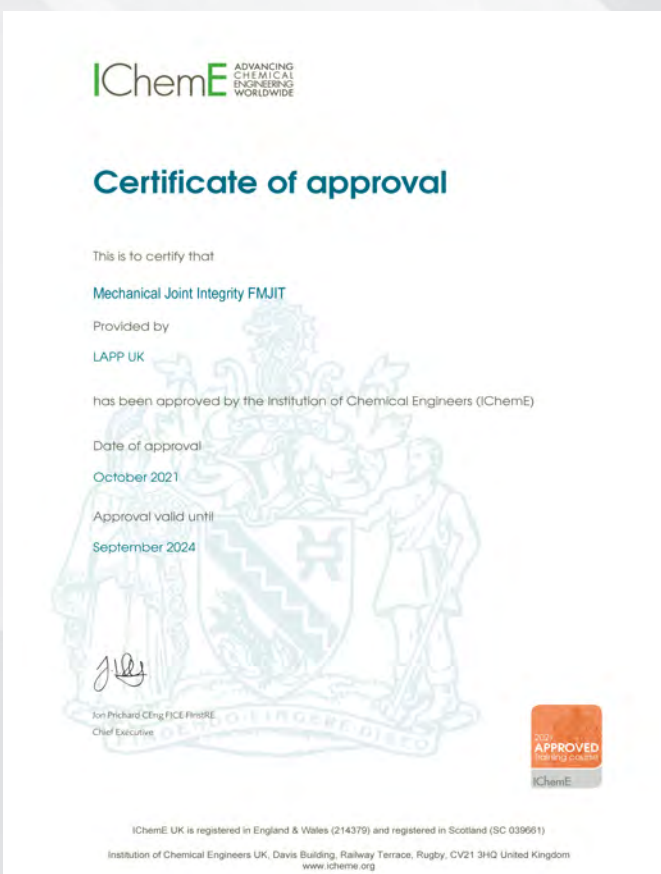 IChemE ADVANCING
CHEMICAL
ENGINEERING
WORLDWIDE
Certificate of approval
This is to certify that
Mechanical Joint Integrity FMJIT
Provided by
LAPP UK
has been approved by the Institution of Chemical Engineers (IChemE)
Date of approval
October 2021
Approval valid until
September 2024
Jon Prichard CEng FICE FInstRE
Chief Executive
FINGENDO FINGERE DISCO
2021
APPROVED
training course
IChemE
IChemE UK is registered in England & Wales (214379) and registered in Scotland (SC 039661)
Institution of Chemical Engineers UK, Davis Building, Railway Terrace, Rugby, CV21 3HQ United Kingdom
www.icheme.org